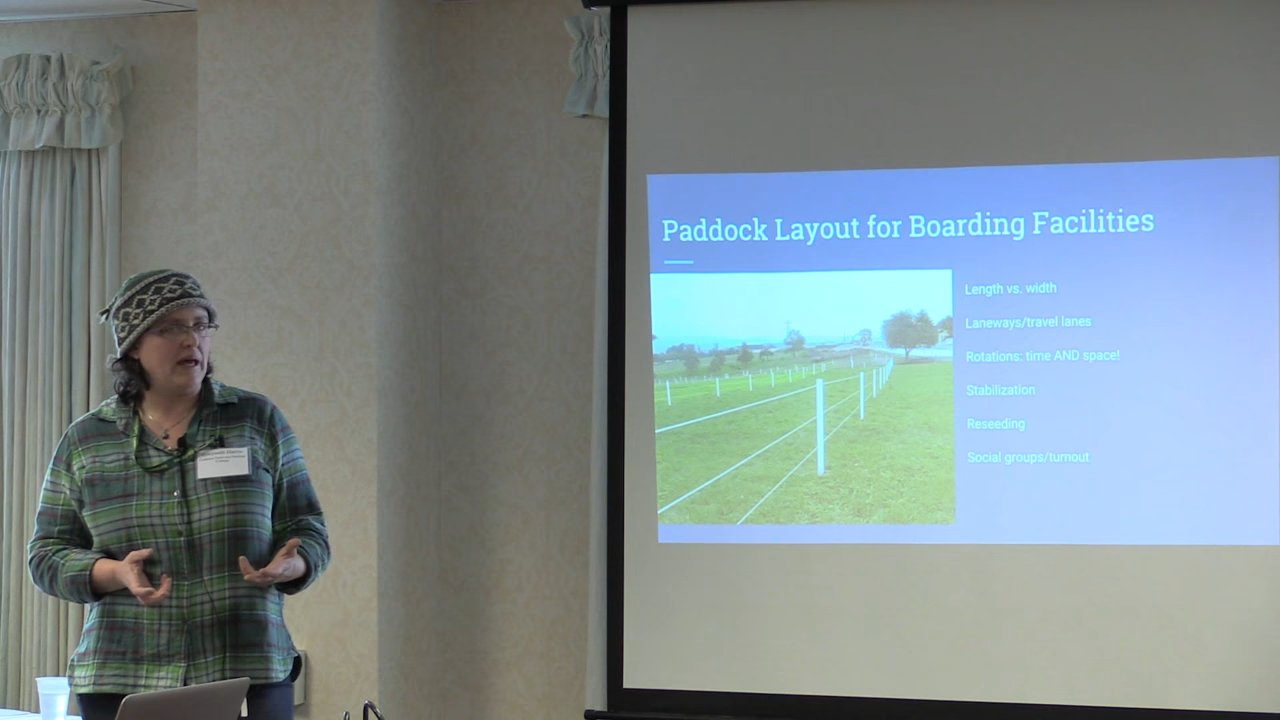 Paddock Layout for Boarding Facilities
Length vs. width
Laneways/travel lanes
Rotations: time AND space!
Stabilization
Reseeding
Social groups/turnout